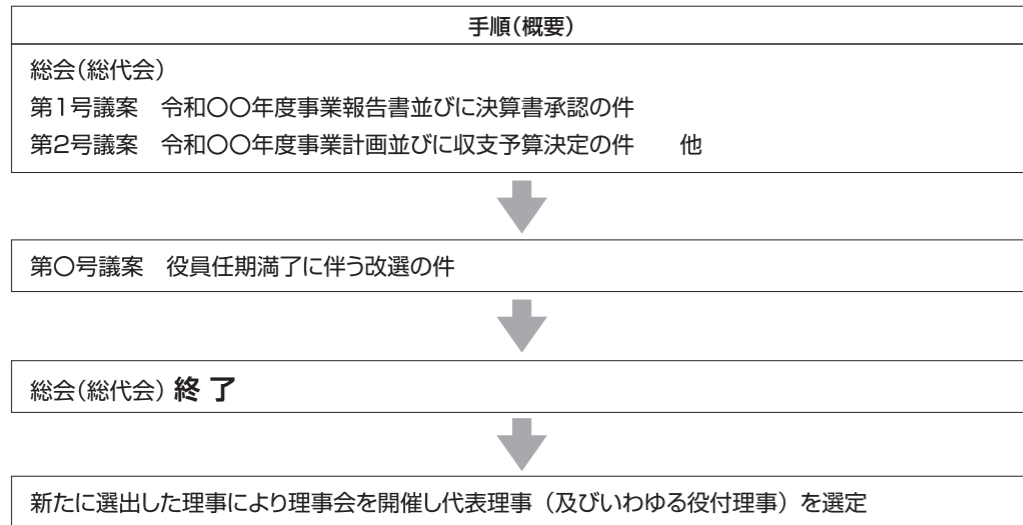 手順(概要)
総会(総代会)
第1号議案　令和〇〇年度事業報告書並びに決算書承認の件
第2号議案　令和〇〇年度事業計画並びに収支予算決定の件　　他
第〇号議案　役員任期満了に伴う改選の件
総会(総代会) 終 了
新たに選出した理事により理事会を開催し代表理事（及びいわゆる役付理事）を選定